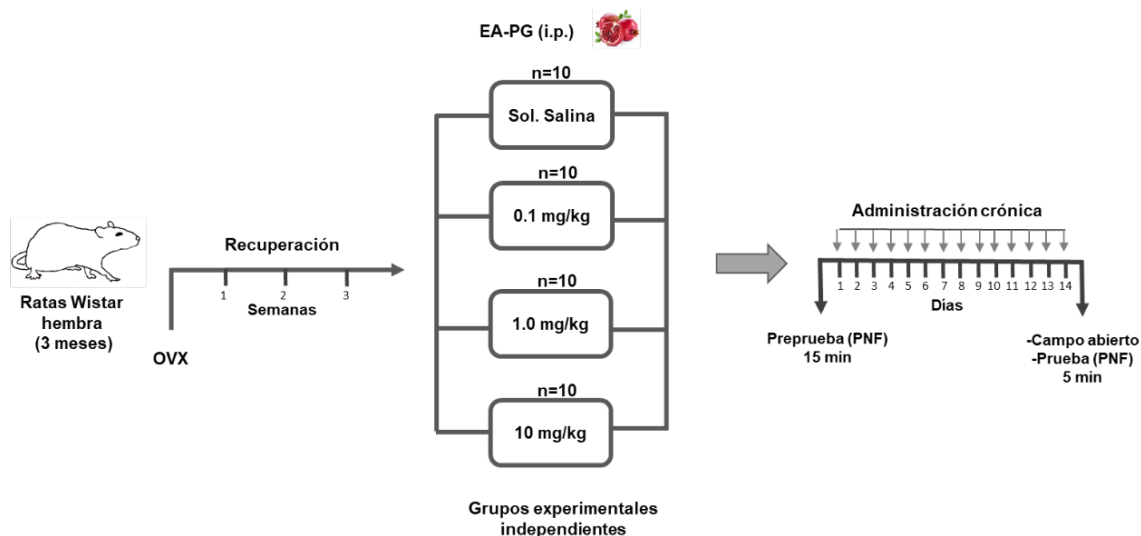 EA-PG (i.p.)
n=10
Sol. Salina
n=10
0.1 mg/kg
n=10
1.0 mg/kg
n=10
10 mg/kg
Grupos experimentales
independientes
Ratas Wistar
hembra
(3 meses)
Recuperación
1 2 3
Semanas
OVX
Administración crónica
1 2 3 4 5 6 7 8 9 10 11 12 13 14
Días
Preprueba (PNF)
15 min
-Campo abierto
-Prueba (PNF)
5 min